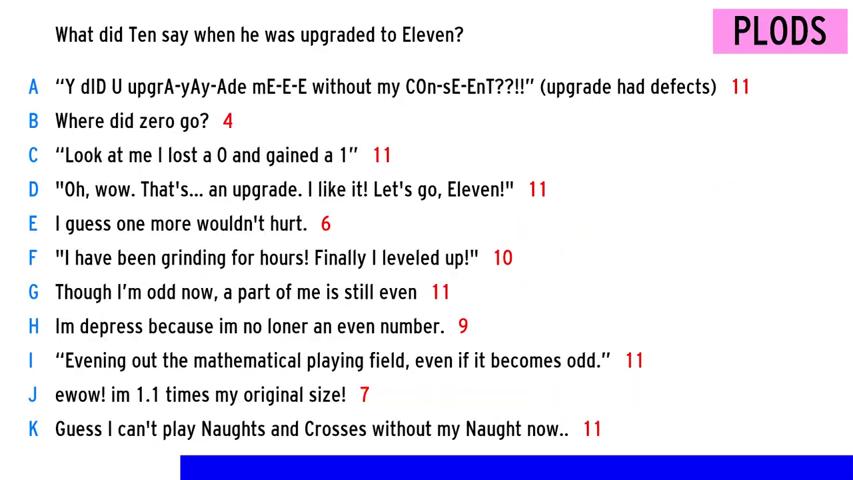 What did Ten say when he was upgraded to Eleven?
PLODS
A “Y dID U upgrA-yAy-Ade mE-E-E without my COn-sE-EnT??!!” (upgrade had defects) 11
B Where did zero go? 4
C “Look at me I lost a 0 and gained a 1” 11
D "Oh, wow. That's... an upgrade. I like it! Let's go, Eleven!" 11
E I guess one more wouldn't hurt. 6
F "I have been grinding for hours! Finally I leveled up!" 10
G Though I’m odd now, a part of me is still even 11
H Im depress because im no loner an even number. 9
I “Evening out the mathematical playing field, even if it becomes odd.” 11
J ewow! im 1.1 times my original size! 7
K Guess I can't play Naughts and Crosses without my Naught now.. 11